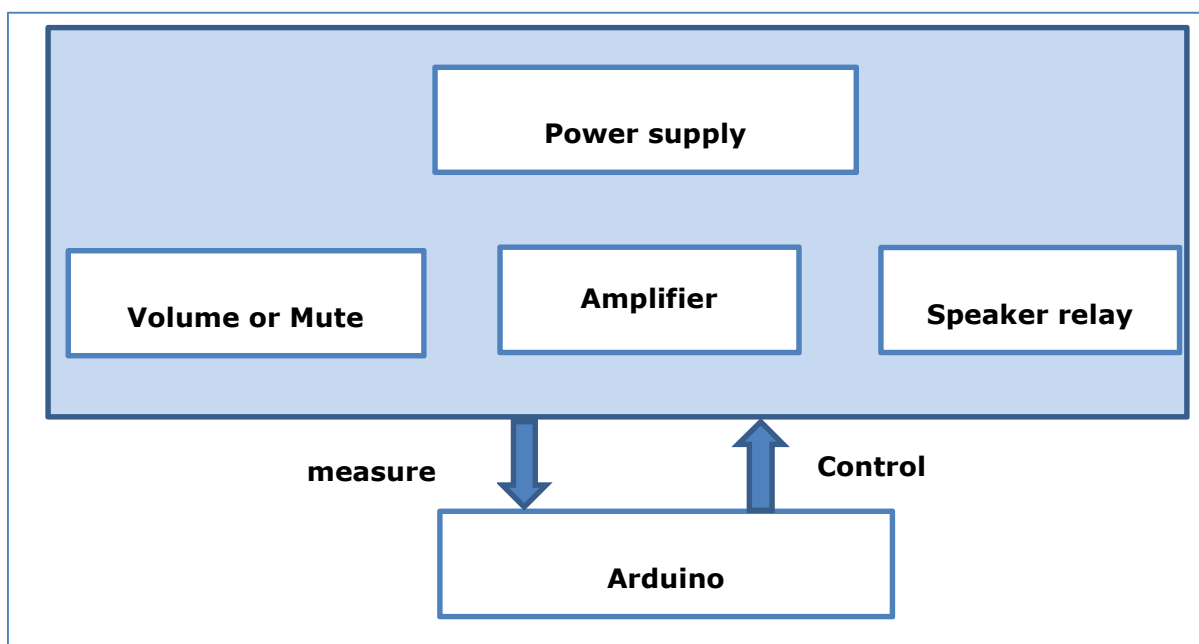 Power supply
Volume or Mute
Amplifier
Speaker relay
measure
Control
Arduino